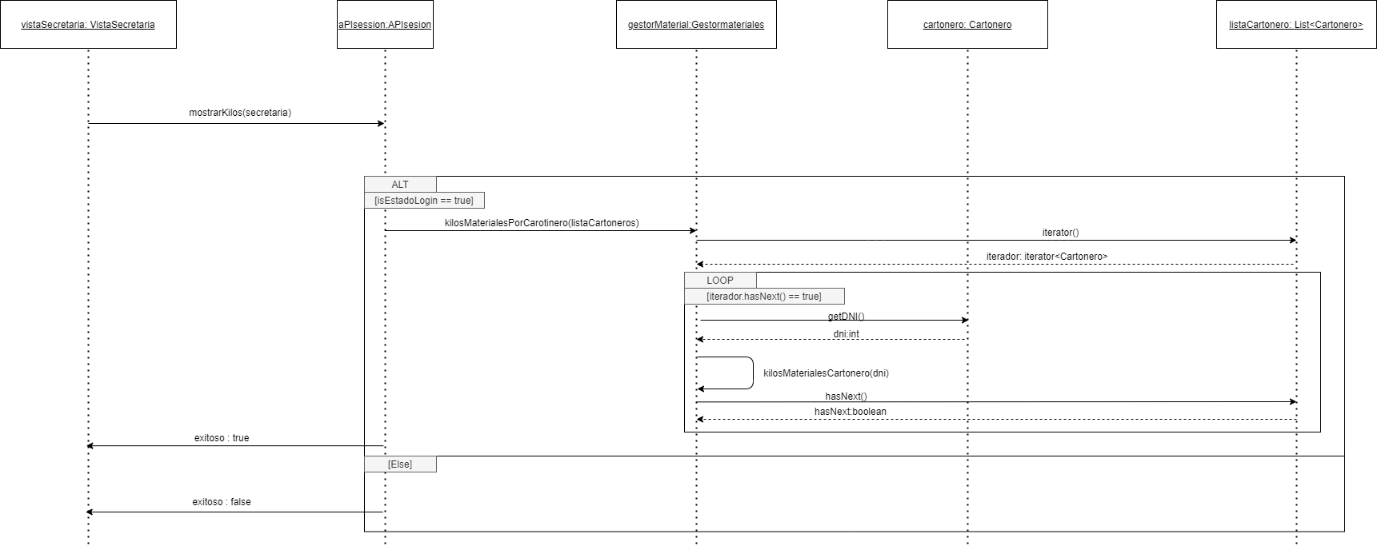 vistaSecretaria: VistaSecretaria
aPIsession:APIsesion
gestorMaterial:Gestormateriales
cartonero: Cartonero
listaCartonero: List<Cartonero>
mostrarKilos(secretaria)
ALT
[isEstadoLogin == true]
kilosMaterialesPorCarotinero(listaCartoneros)
iterator()
iterador: iterator<Cartonero>
LOOP
[iterador.hasNext() == true]
getDNI()
dni:int
kilosMaterialesCartonero(dni)
hasNext()
hasNext:boolean
exitoso : true
[Else]
exitoso : false